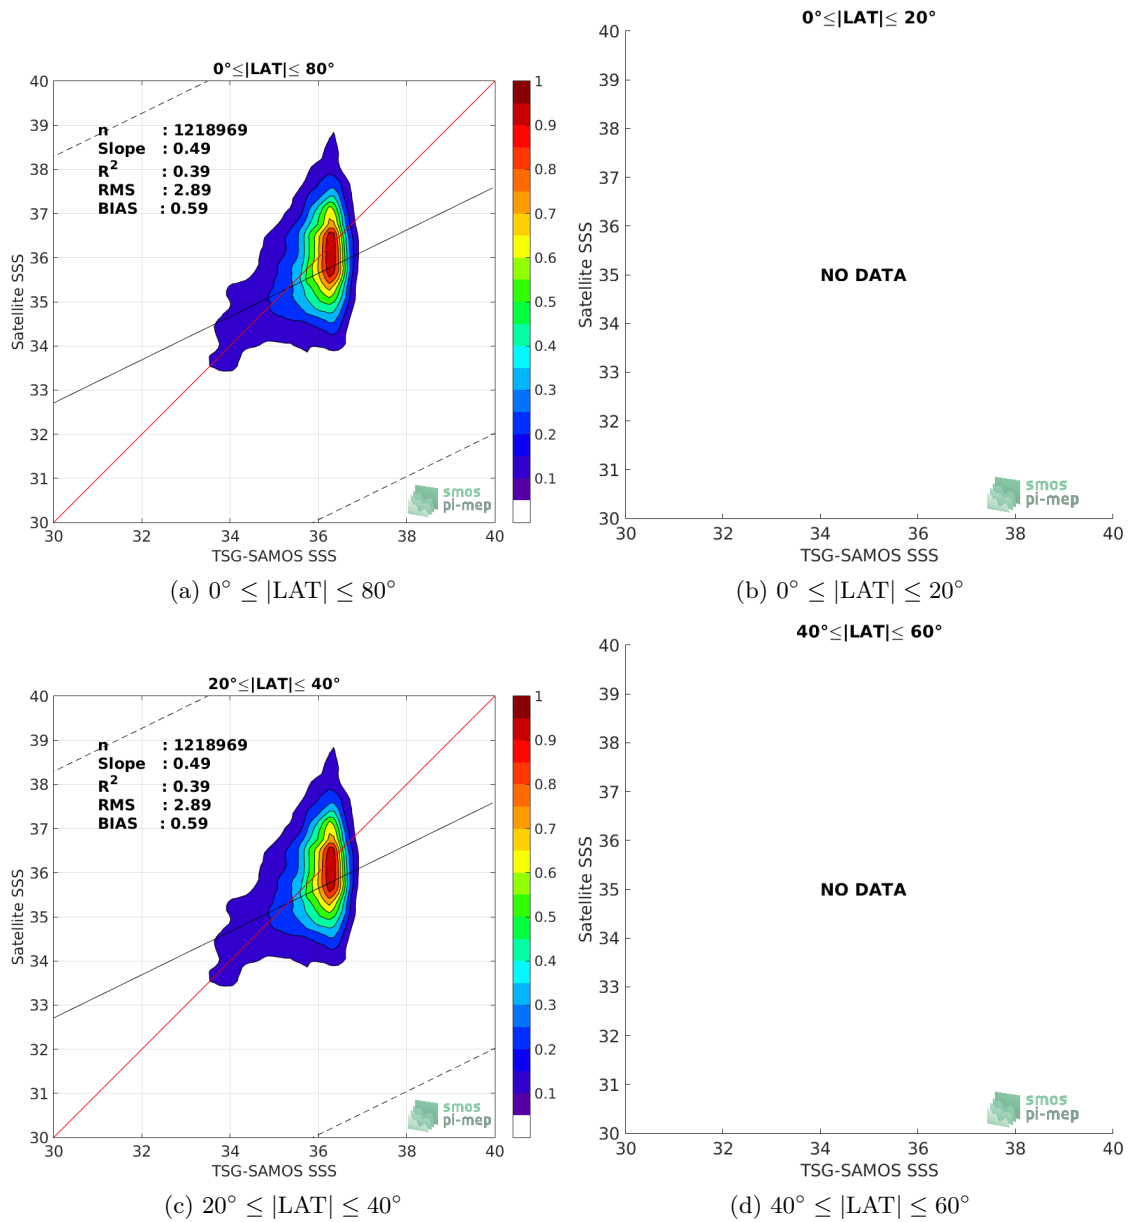 0°≤|LAT|≤ 80°
40
39
38
37
36
35
34
33
32
31
30
Satellite SSS
n : 1218969
Slope : 0.49
R2 : 0.39
RMS : 2.89
BIAS : 0.59
smos
pi-mep
30 32 34 36 38 40
TSG-SAMOS SSS
1
0.9
0.8
0.7
0.6
0.5
0.4
0.3
0.2
0.1
(a) 0° ≤ |LAT| ≤ 80°
0°≤|LAT|≤ 20°
40
39
38
37
36
35
34
33
32
31
30
Satellite SSS
NO DATA
smos
pi-mep
30 32 34 36 38 40
TSG-SAMOS SSS
(b) 0° ≤ |LAT| ≤ 20°
20°≤|LAT|≤ 40°
40
39
38
37
36
35
34
33
32
31
30
Satellite SSS
n : 1218969
Slope : 0.49
R2 : 0.39
RMS : 2.89
BIAS : 0.59
smos
pi-mep
30 32 34 36 38 40
TSG-SAMOS SSS
1
0.9
0.8
0.7
0.6
0.5
0.4
0.3
0.2
0.1
(c) 20° ≤ |LAT| ≤ 40°
40°≤|LAT|≤ 60°
40
39
38
37
36
35
34
33
32
31
30
Satellite SSS
NO DATA
smos
pi-mep
30 32 34 36 38 40
TSG-SAMOS SSS
(d) 40° ≤ |LAT| ≤ 60°